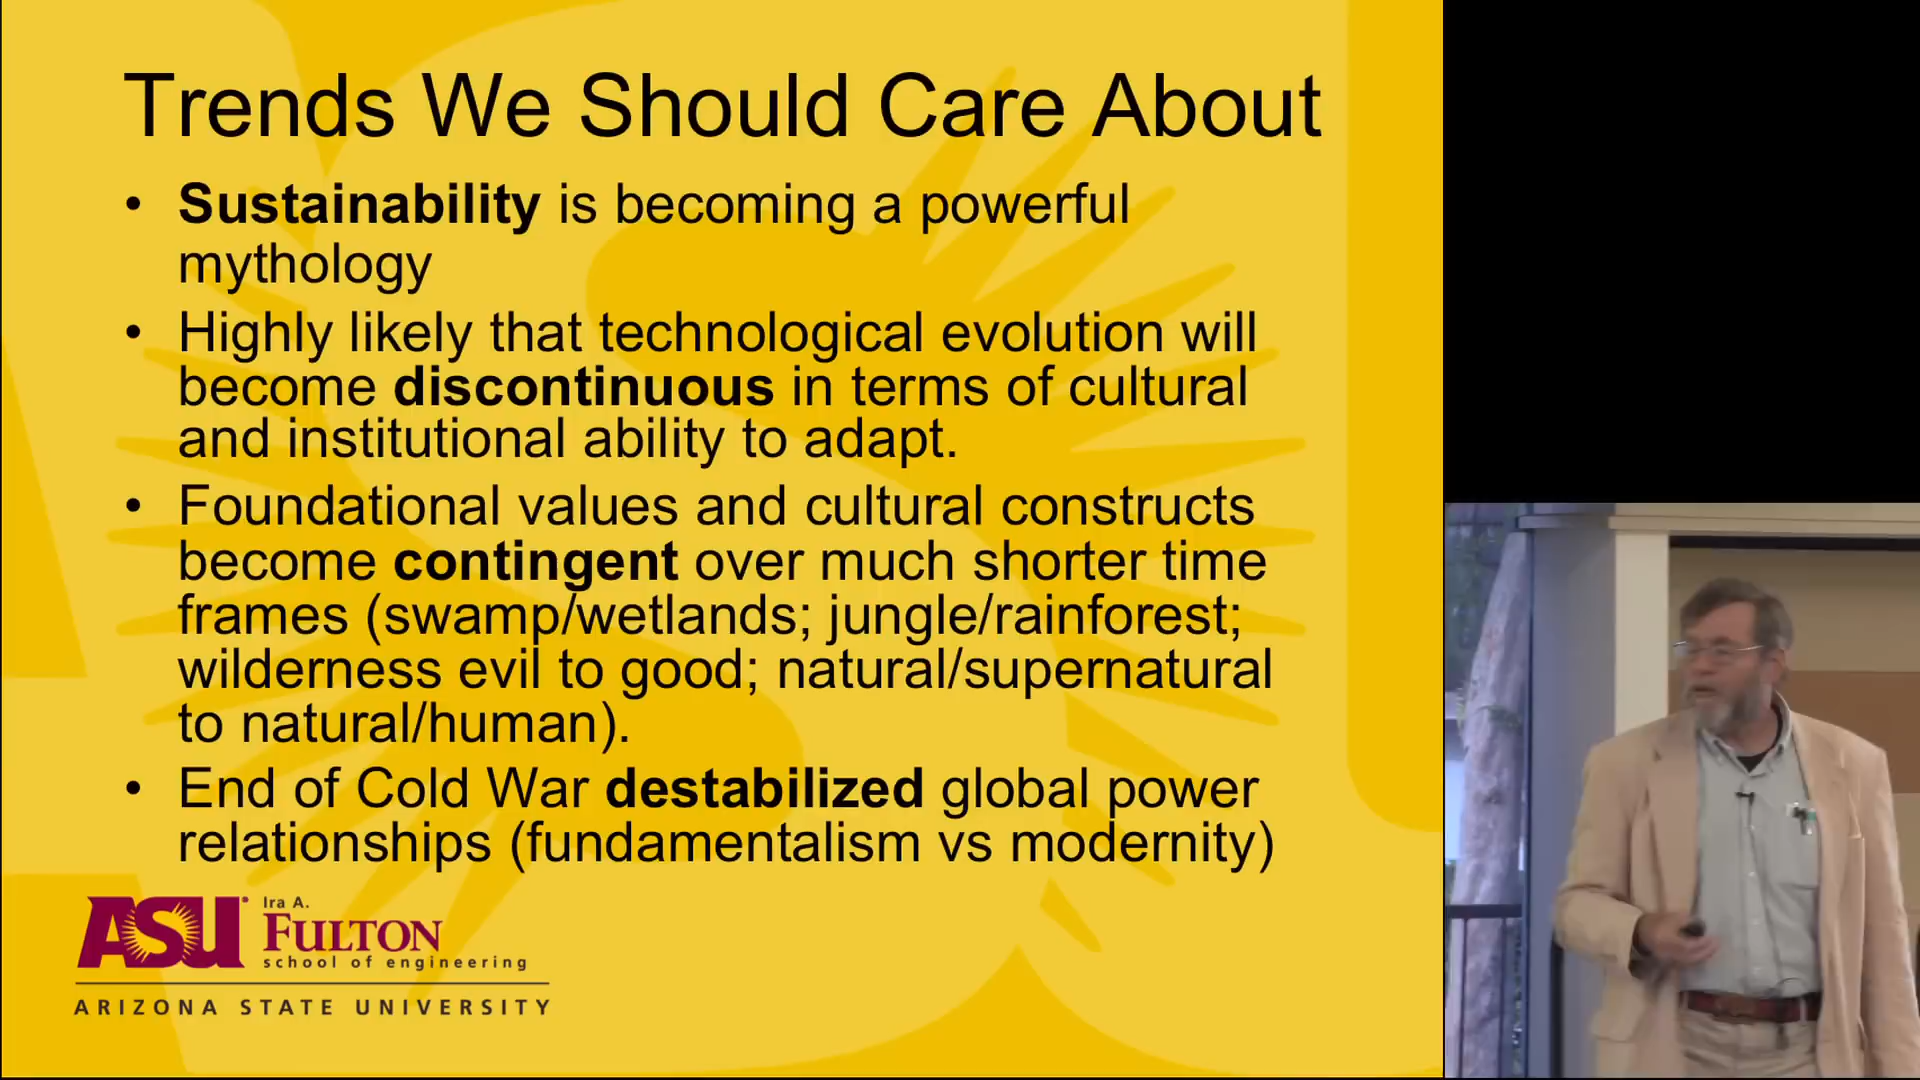 Trends We Should Care About
• Sustainability is becoming a powerful
mythology
• Highly likely that technological evolution will
become discontinuous in terms of cultural
and institutional ability to adapt.
• Foundational values and cultural constructs
become contingent over much shorter time
frames (swamp/wetlands; jungle/rainforest;
wilderness evil to good; natural/supernatural
to natural/human).
• End of Cold War destabilized global power
relationships (fundamentalism vs modernity)
ASU Ira A.
FULTON
school of engineering
ARIZONA STATE UNIVERSITY